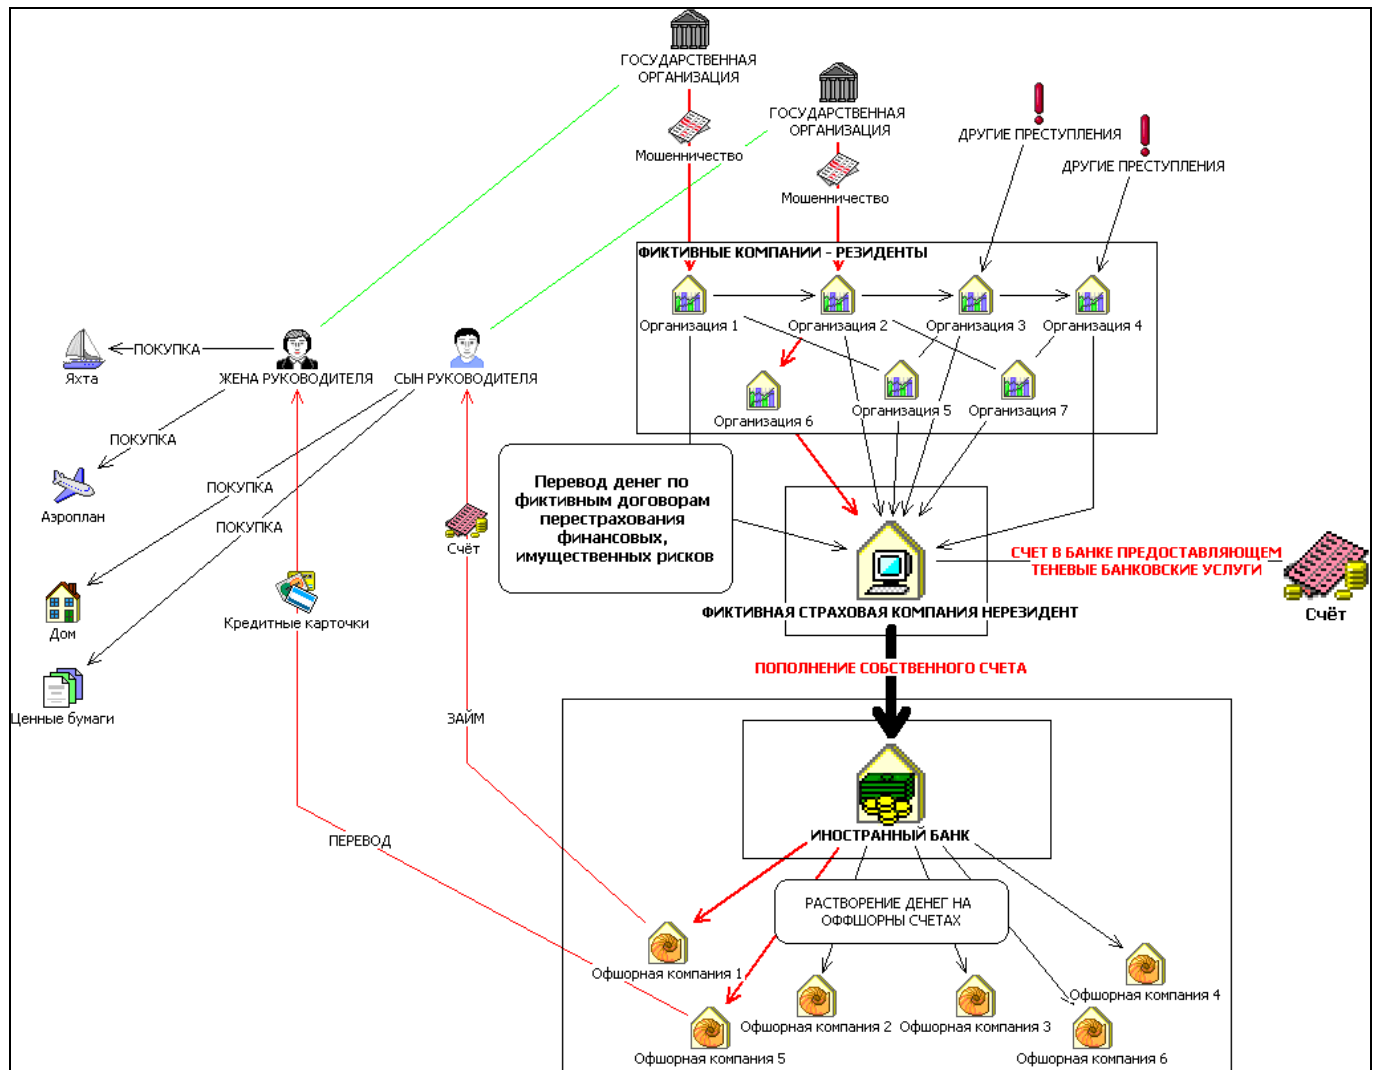 ГОСУДАРСТВЕННАЯ
ОРГАНИЗАЦИЯ
ГОСУДАРСТВЕННАЯ
ОРГАНИЗАЦИЯ
ДРУГИЕ ПРЕСТУПЛЕНИЯ
ДРУГИЕ ПРЕСТУПЛЕНИЯ
Мошенничество
Мошенничество
ФИКТИВНЫЕ КОМПАНИИ - РЕЗИДЕНТЫ
Организация 1
Организация 2
Организация 3
Организация 4
ПОКУПКА
Яхта
ЖЕНА РУКОВОДИТЕЛЯ
СЫН РУКОВОДИТЕЛЯ
Организация 6
Организация 5
Организация 7
ПОКУПКА
ПОКУПКА
Аэроплан
ПОКУПКА
Счёт
Перевод денег по
фиктивным договорам
перестрахования
финансовых,
имущественных рисков
СЧЕТ В БАНКЕ ПРЕДОСТАВЛЯЮЩЕМ
ТЕНЕВЫЕ БАНКОВСКИЕ УСЛУГИ
Счёт
ФИКТИВНАЯ СТРАХОВАЯ КОМПАНИЯ НЕРЕЗИДЕНТ
Кредитные карточки
Дом
ПОПОЛНЕНИЕ СОБСТВЕННОГО СЧЕТА
Ценные бумаги
ЗАЙМ
ПЕРЕВОД
ИНОСТРАННЫЙ БАНК
РАСТВОРЕНИЕ ДЕНЕГ НА
ОФФШОРНЫ СЧЕТАХ
Офшорная компания 1
Офшорная компания 4
Офшорная компания 2
Офшорная компания 3
Офшорная компания 5
Офшорная компания 6